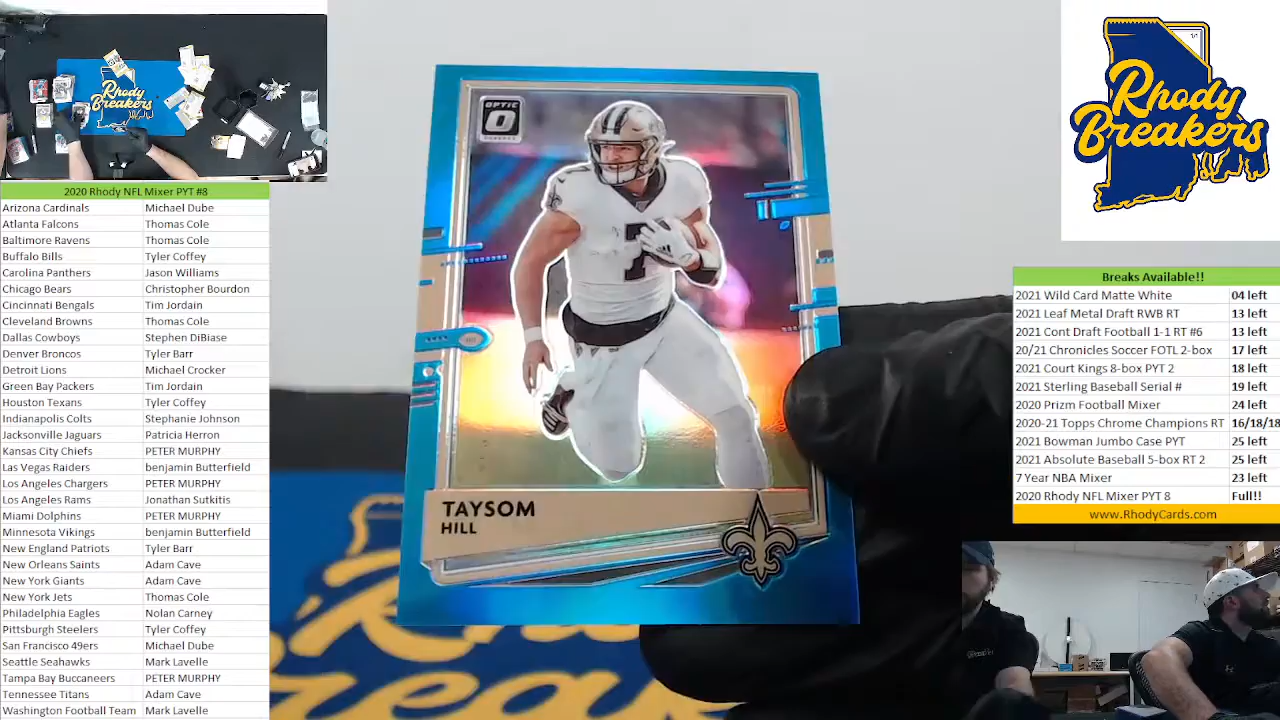 Rhody
Breakers
2020 Rhody NFL Mixer PYT #8
Arizona Cardinals Michael Dube
Atlanta Falcons Thomas Cole
Baltimore Ravens Thomas Cole
Buffalo Bills Tyler Coffey
Carolina Panthers Jason Williams
Chicago Bears Christopher Bourdon
Cincinnati Bengals Tim Jordain
Cleveland Browns Thomas Cole
Dallas Cowboys Stephen DiBiase
Denver Broncos Tyler Barr
Detroit Lions Michael Crocker
Green Bay Packers Tim Jordain
Houston Texans Tyler Coffey
Indianapolis Colts Stephanie Johnson
Jacksonville Jaguars Patricia Herron
Kansas City Chiefs PETER MURPHY
Las Vegas Raiders benjamin Butterfield
Los Angeles Chargers PETER MURPHY
Los Angeles Rams Jonathan Sutkitis
Miami Dolphins PETER MURPHY
Minnesota Vikings benjamin Butterfield
New England Patriots Tyler Barr
New Orleans Saints Adam Cave
New York Giants Adam Cave
New York Jets Thomas Cole
Philadelphia Eagles Nolan Carney
Pittsburgh Steelers Tyler Coffey
San Francisco 49ers Michael Dube
Seattle Seahawks Mark Lavelle
Tampa Bay Buccaneers PETER MURPHY
Tennessee Titans Adam Cave
Washington Football Team Mark Lavelle
OPTIC
O
7
TAYSOM
HILL
Rhody
Breakers
Breaks Available!!
2021 Wild Card Matte White 04 left
2021 Leaf Metal Draft RWB RT 13 left
2021 Cont Draft Football 1-1 RT #6 13 left
20/21 Chronicles Soccer FOTL 2-box 17 left
2021 Court Kings 8-box PYT 2 18 left
2021 Sterling Baseball Serial # 19 left
2020 Prizm Football Mixer 24 left
2020-21 Topps Chrome Champions RT 16/18/18
2021 Bowman Jumbo Case PYT 25 left
2021 Absolute Baseball 5-box RT 2 25 left
7 Year NBA Mixer 23 left
2020 Rhody NFL Mixer PYT 8 Full!!
www.RhodyCards.com